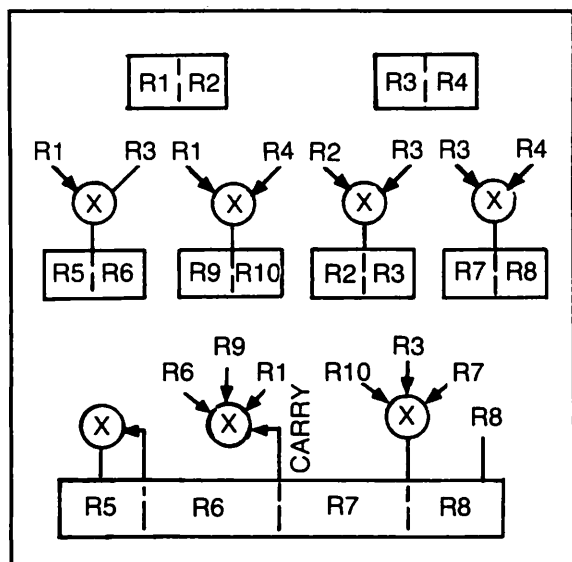 R1 R2 R3 R4
R1 R3 R1 R4 R2 R3 R3 R4
X X X X
R5 R6 R9 R10 R2 R3 R7 R8
R9 R3
R6 R1 R10 R7
CARRY
R8
X X X
R5 R6 R7 R8